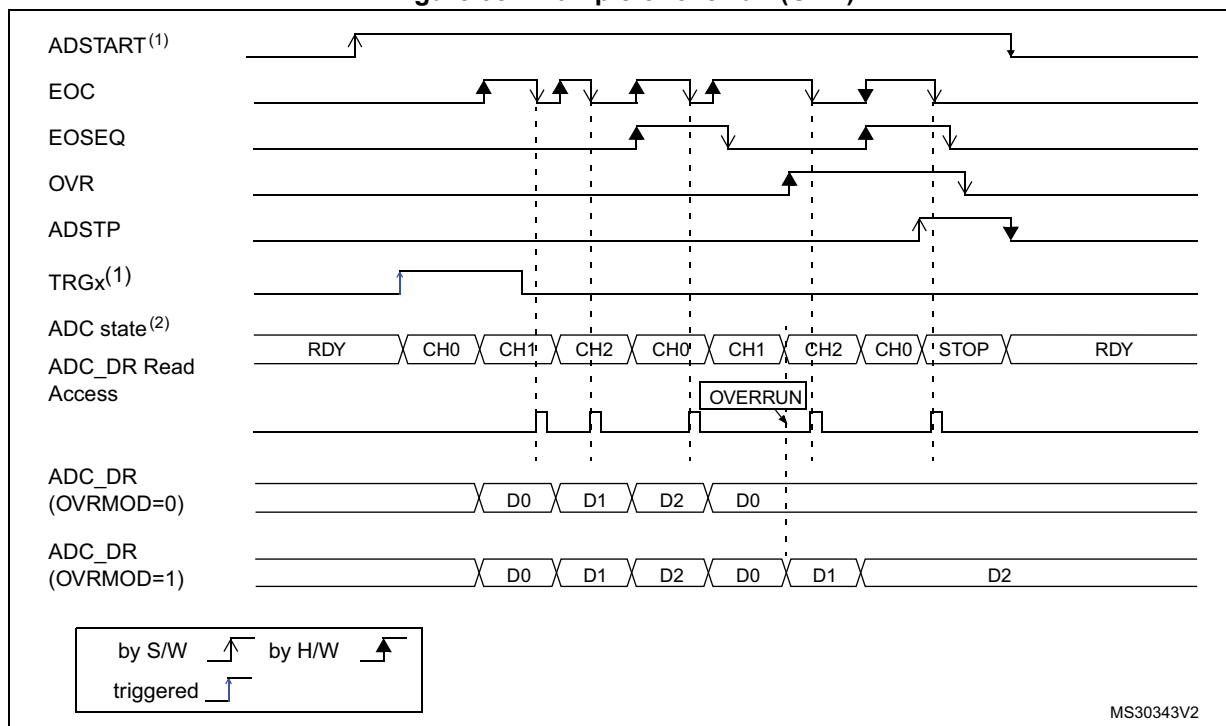 ADSTART(1)
EOC
EOSEQ
OVR
ADSTP
TRGx(1)
ADC state(2)
RDY CH0 CH1 CH2 CH0 CH1 CH2 CH0 STOP RDY
ADC_DR Read
Access
OVERRUN
ADC_DR
(OVRMOD=0)
D0 D1 D2 D0
ADC_DR
(OVRMOD=1)
D0 D1 D2 D0 D1 D2
by S/W by H/W
triggered
MS30343V2